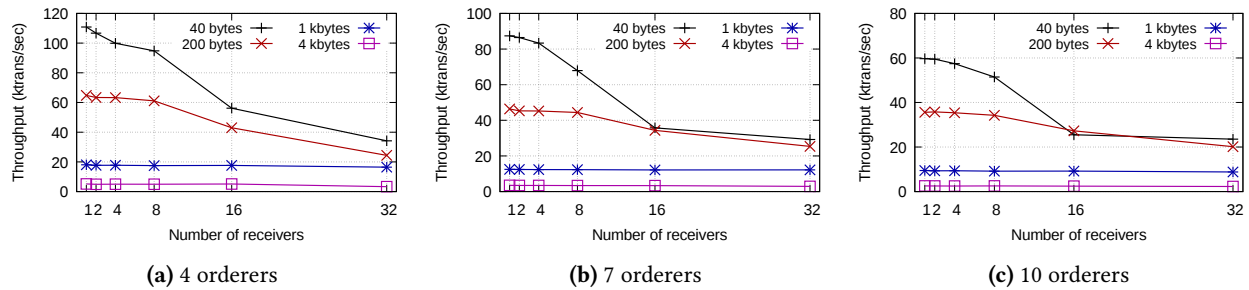 Throughput (ktrans/sec)
120
100
80
60
40
20
0
40 bytes
200 bytes
1 kbytes
4 kbytes
1 2 4 8 16 32
Number of receivers
(a) 4 orderers
Throughput (ktrans/sec)
100
80
60
40
20
0
40 bytes
200 bytes
1 kbytes
4 kbytes
1 2 4 8 16 32
Number of receivers
(b) 7 orderers
Throughput (ktrans/sec)
80
60
40
20
0
40 bytes
200 bytes
1 kbytes
4 kbytes
1 2 4 8 16 32
Number of receivers
(c) 10 orderers